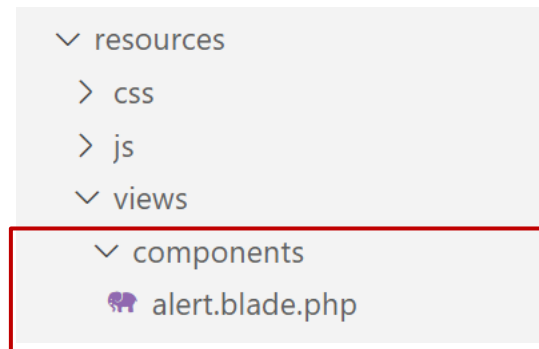 resources
css
js
views
components
alert.blade.php